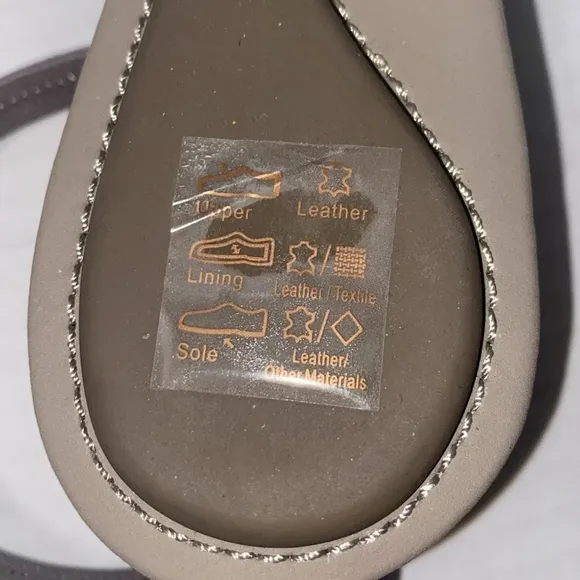 Upper Leather
Lining Leather/Textile
Sole Leather/
Other Materials